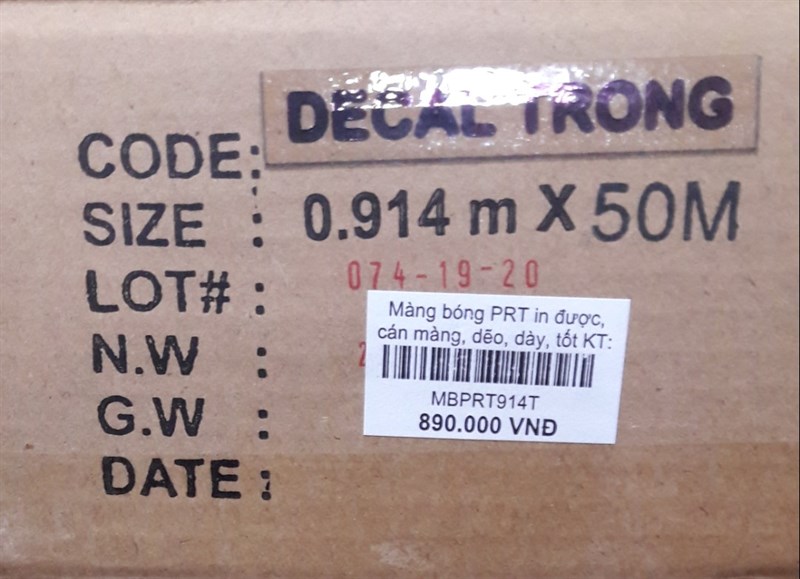 CODE: DECAL TRONG
SIZE : 0.914 m X 50M
LOT# : 074-19-20
N.W :
G.W :
DATE :
Màng bóng PRT in được,
cán màng, dẽo, dày, tốt KT:
MBPRT914T
890.000 VNĐ